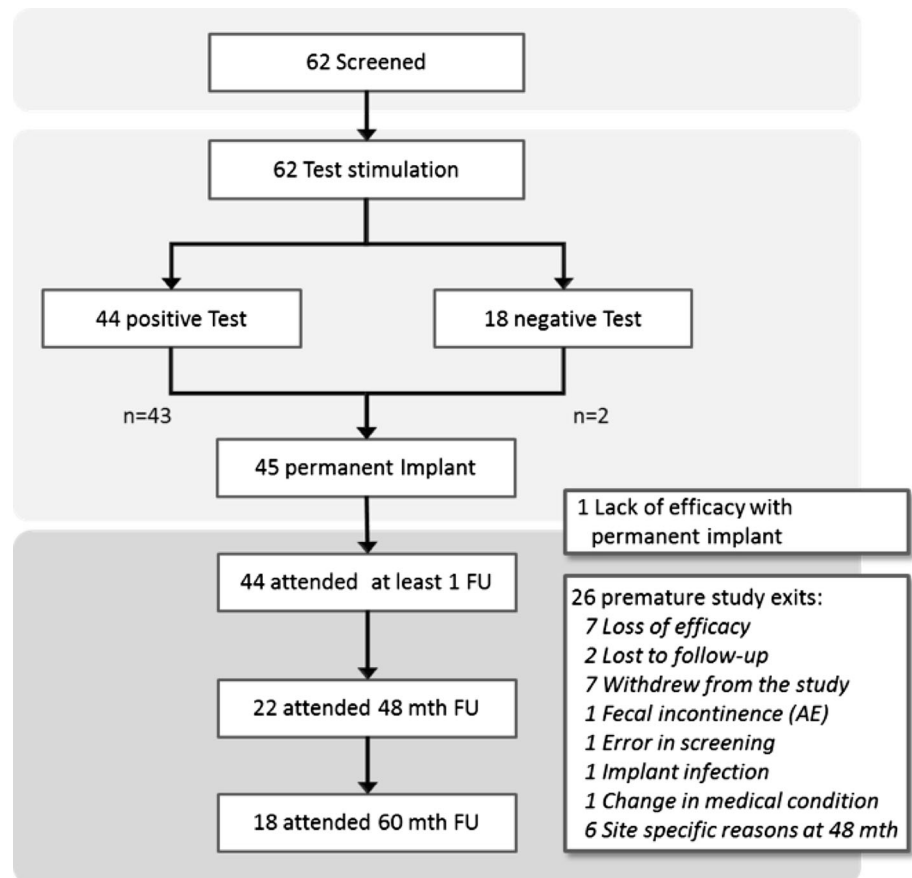 62 Screened
62 Test stimulation
44 positive Test
18 negative Test
n=43
n=2
45 permanent Implant
1 Lack of efficacy with
permanent implant
44 attended at least 1 FU
26 premature study exits:
7 Loss of efficacy
2 Lost to follow-up
7 Withdrew from the study
1 Fecal incontinence (AE)
1 Error in screening
1 Implant infection
1 Change in medical condition
6 Site specific reasons at 48 mth
22 attended 48 mth FU
18 attended 60 mth FU